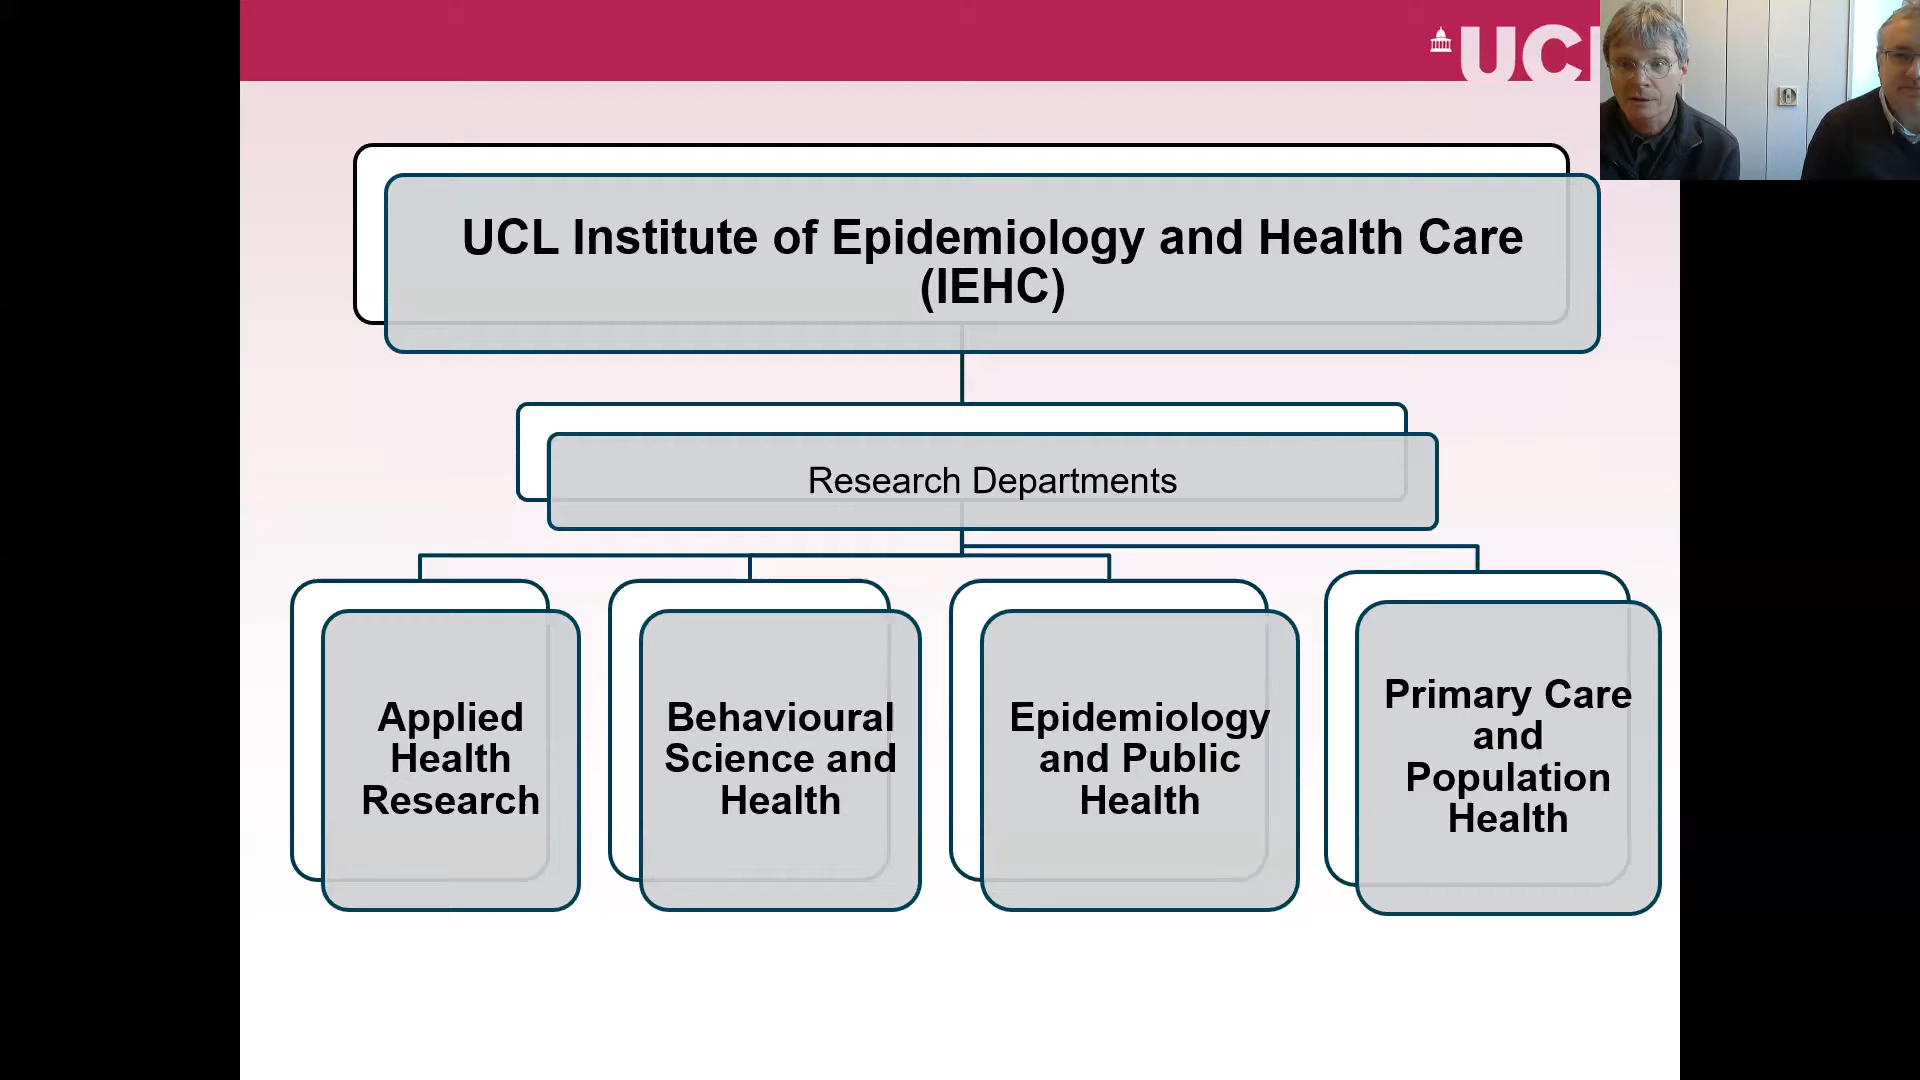 UCL
UCL Institute of Epidemiology and Health Care
(IEHC)
Research Departments
Applied
Health
Research
Behavioural
Science and
Health
Epidemiology
and Public
Health
Primary Care
and
Population
Health